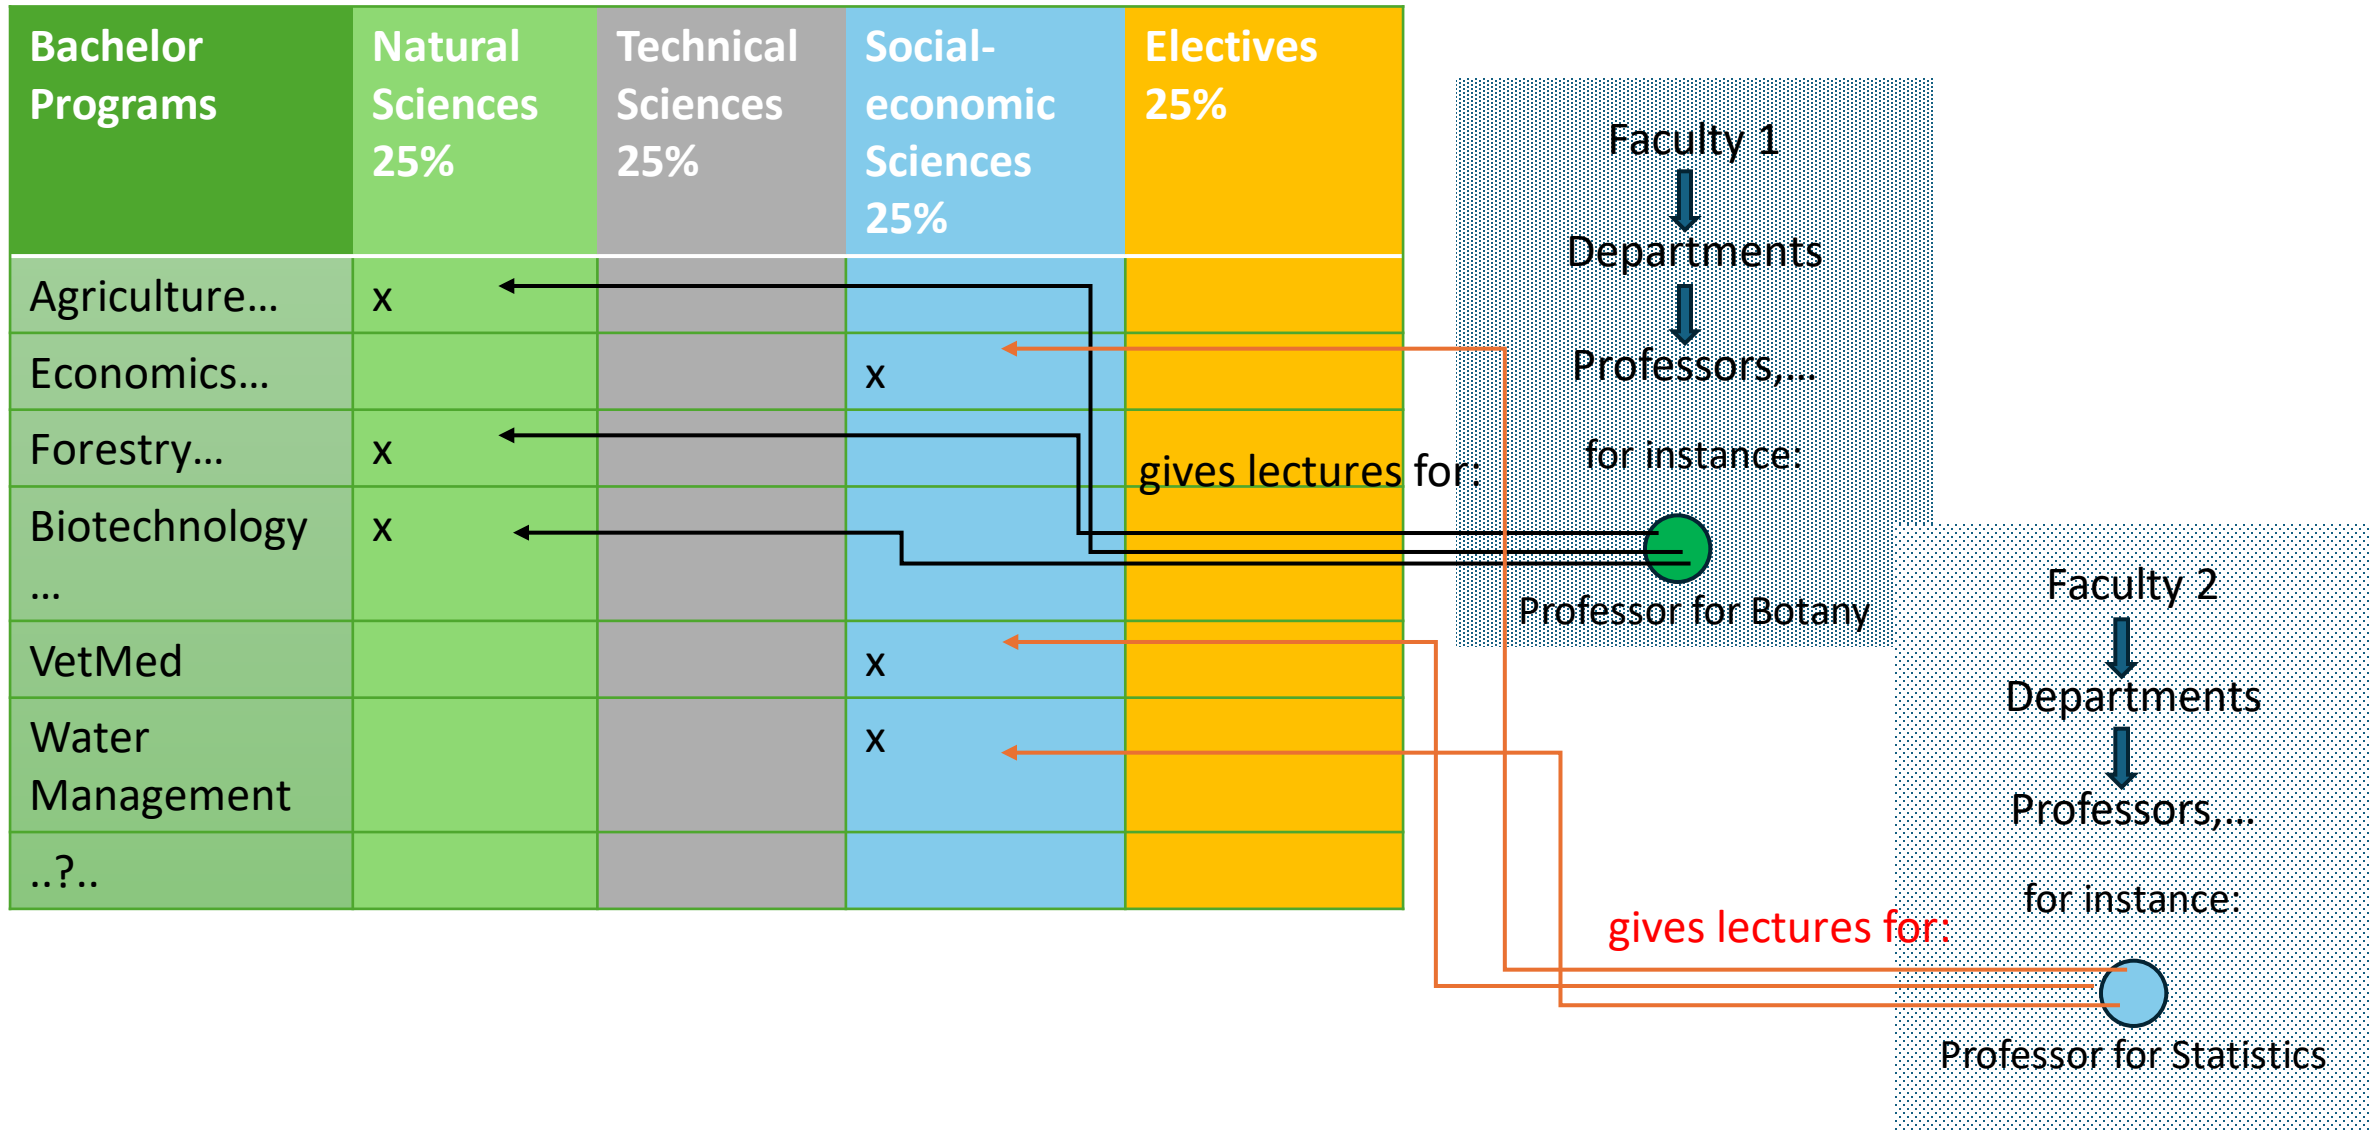 Bachelor
Programs
Natural
Sciences
25%
Technical
Sciences
25%
Social-
economic
Sciences
25%
Electives
25%
Agriculture...
x
Economics...
x
Forestry...
x
Biotechnology
...
x
VetMed
x
Water
Management
x
..?..
gives lectures for:
Faculty 1
Departments
Professors,...
for instance:
Professor for Botany
Faculty 2
Departments
Professors,...
for instance:
gives lectures for:
Professor for Statistics